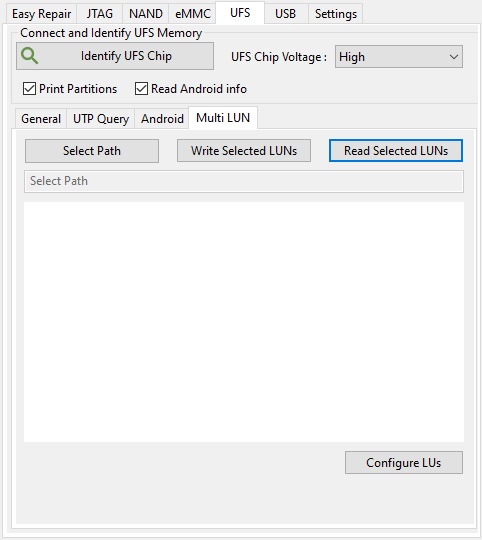 Easy Repair JTAG NAND eMMC UFS USB Settings
Connect and Identify UFS Memory
Identify UFS Chip UFS Chip Voltage : High
Print Partitions Read Android info
General UTP Query Android Multi LUN
Select Path Write Selected LUNs Read Selected LUNs
Select Path
Configure LUs